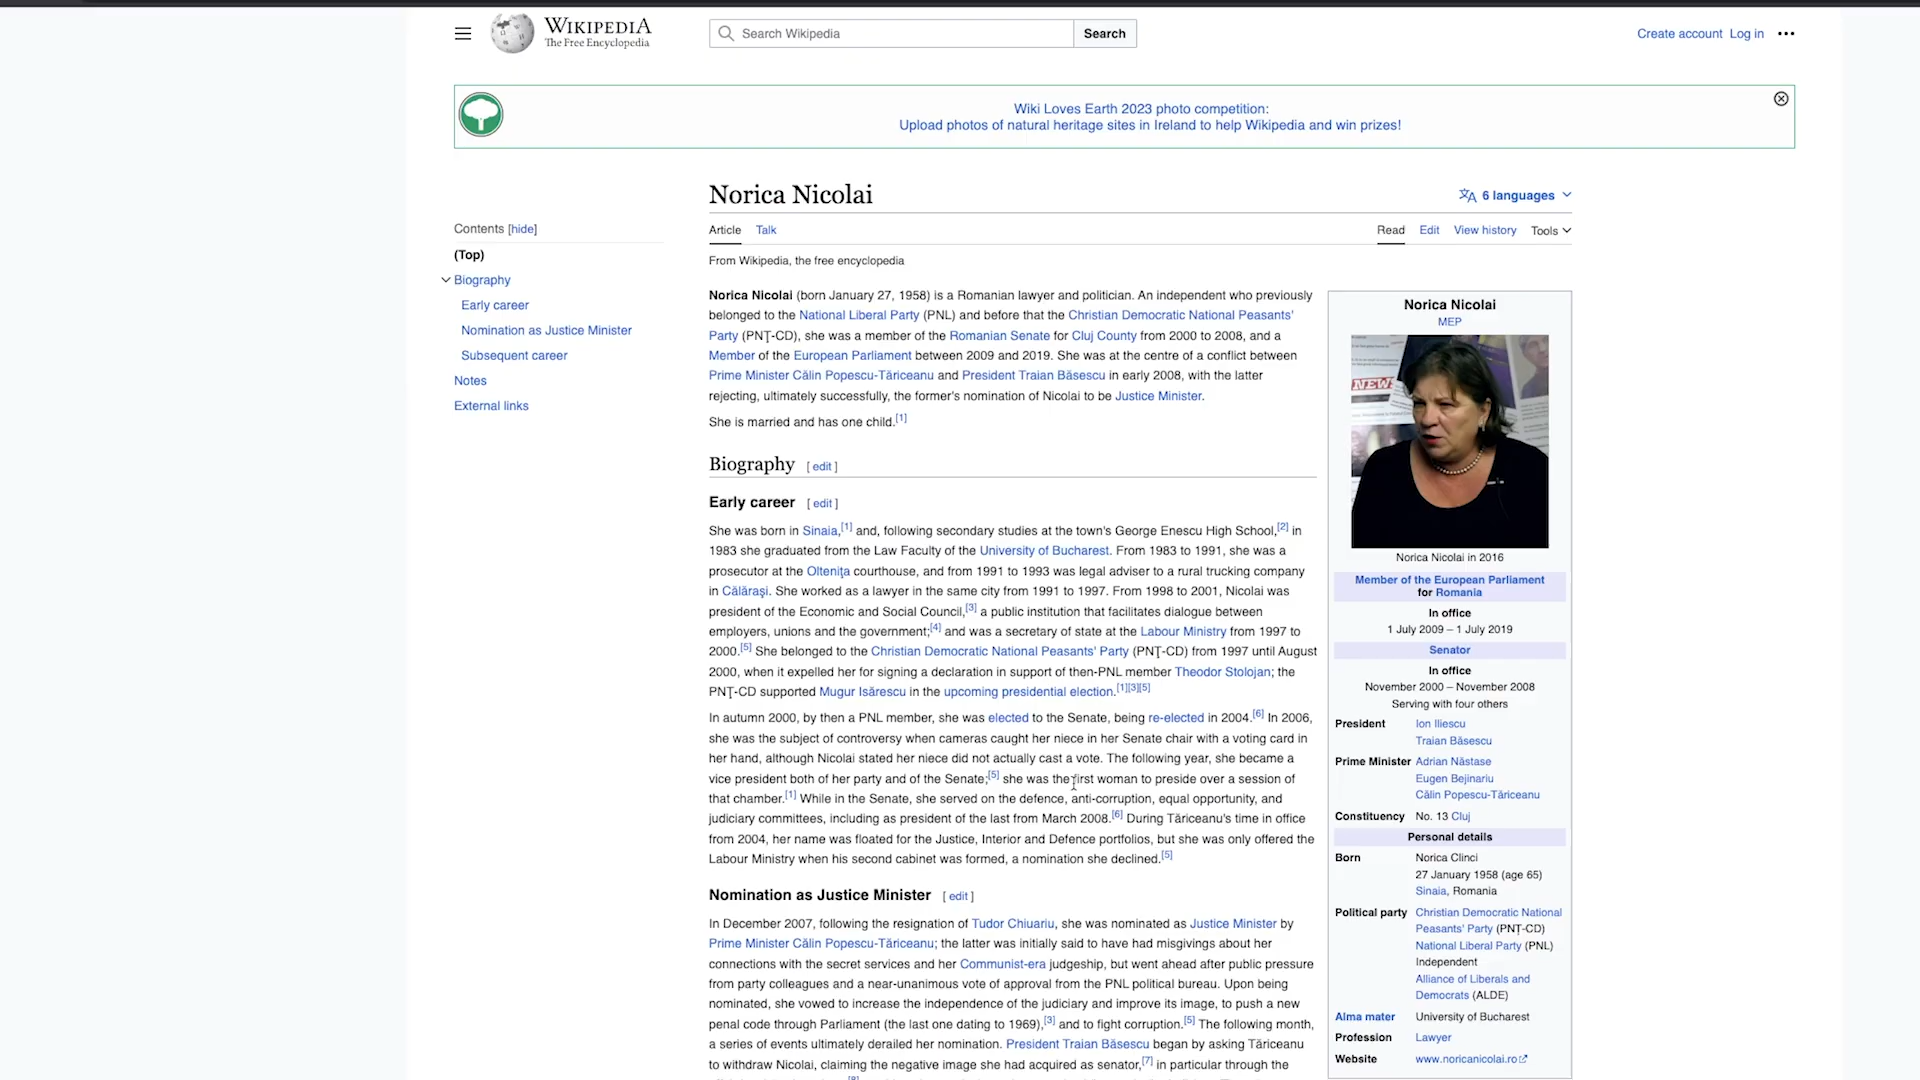 WIKIPEDIA
The Free Encyclopedia
Search Wikipedia
Search
Create account Log in
Wiki Loves Earth 2023 photo competition:
Upload photos of natural heritage sites in Ireland to help Wikipedia and win prizes!
Contents [hide]
(Top)
Biography
Early career
Nomination as Justice Minister
Subsequent career
Notes
External links
Norica Nicolai
6 languages
Article Talk
Read Edit View history Tools
From Wikipedia, the free encyclopedia
Norica Nicolai (born January 27, 1958) is a Romanian lawyer and politician. An independent who previously
belonged to the National Liberal Party (PNL) and before that the Christian Democratic National Peasants'
Party (PNȚ-CD), she was a member of the Romanian Senate for Cluj County from 2000 to 2008, and a
Member of the European Parliament between 2009 and 2019. She was at the centre of a conflict between
Prime Minister Călin Popescu-Tăriceanu and President Traian Băsescu in early 2008, with the latter
rejecting, ultimately successfully, the former's nomination of Nicolai to be Justice Minister.
She is married and has one child.[1]
Biography [ edit ]
Early career [ edit ]
She was born in Sinaia,[1] and, following secondary studies at the town's George Enescu High School,[2] in
1983 she graduated from the Law Faculty of the University of Bucharest. From 1983 to 1991, she was a
prosecutor at the Oltenița courthouse, and from 1991 to 1993 was legal adviser to a rural trucking company
in Călărași. She worked as a lawyer in the same city from 1991 to 1997. From 1998 to 2001, Nicolai was
president of the Economic and Social Council,[3] a public institution that facilitates dialogue between
employers, unions and the government;[4] and was a secretary of state at the Labour Ministry from 1997 to
2000.[5] She belonged to the Christian Democratic National Peasants' Party (PNȚ-CD) from 1997 until August
2000, when it expelled her for signing a declaration in support of then-PNL member Theodor Stolojan; the
PNȚ-CD supported Mugur Isărescu in the upcoming presidential election.[1][3][5]
In autumn 2000, by then a PNL member, she was elected to the Senate, being re-elected in 2004.[6] In 2006,
she was the subject of controversy when cameras caught her niece in her Senate chair with a voting card in
her hand, although Nicolai stated her niece did not actually cast a vote. The following year, she became a
vice president both of her party and of the Senate;[5] she was the first woman to preside over a session of
that chamber.[1] While in the Senate, she served on the defence, anti-corruption, equal opportunity, and
judiciary committees, including as president of the last from March 2008.[6] During Tăriceanu's time in office
from 2004, her name was floated for the Justice, Interior and Defence portfolios, but she was only offered the
Labour Ministry when his second cabinet was formed, a nomination she declined.[5]
Nomination as Justice Minister [ edit ]
In December 2007, following the resignation of Tudor Chiuariu, she was nominated as Justice Minister by
Prime Minister Călin Popescu-Tăriceanu; the latter was initially said to have had misgivings about her
connections with the secret services and her Communist-era judgeship, but went ahead after public pressure
from party colleagues and a near-unanimous vote of approval from the PNL political bureau. Upon being
nominated, she vowed to increase the independence of the judiciary and improve its image, to push a new
penal code through Parliament (the last one dating to 1969),[3] and to fight corruption.[5] The following month,
a series of events ultimately derailed her nomination. President Traian Băsescu began by asking Tăriceanu
to withdraw Nicolai, claiming the negative image she had acquired as senator,[7] in particular through the
[8]
Norica Nicolai
MEP
NEWS
Norica Nicolai in 2016
Member of the European Parliament
for Romania
In office
1 July 2009 – 1 July 2019
Senator
In office
November 2000 – November 2008
Serving with four others
President Ion Iliescu
Traian Băsescu
Prime Minister Adrian Năstase
Eugen Bejinariu
Călin Popescu-Tăriceanu
Constituency No. 13 Cluj
Personal details
Born Norica Clinci
27 January 1958 (age 65)
Sinaia, Romania
Political party Christian Democratic National
Peasants' Party (PNȚ-CD)
National Liberal Party (PNL)
Independent
Alliance of Liberals and
Democrats (ALDE)
Alma mater University of Bucharest
Profession Lawyer
Website www.noricanicolai.ro